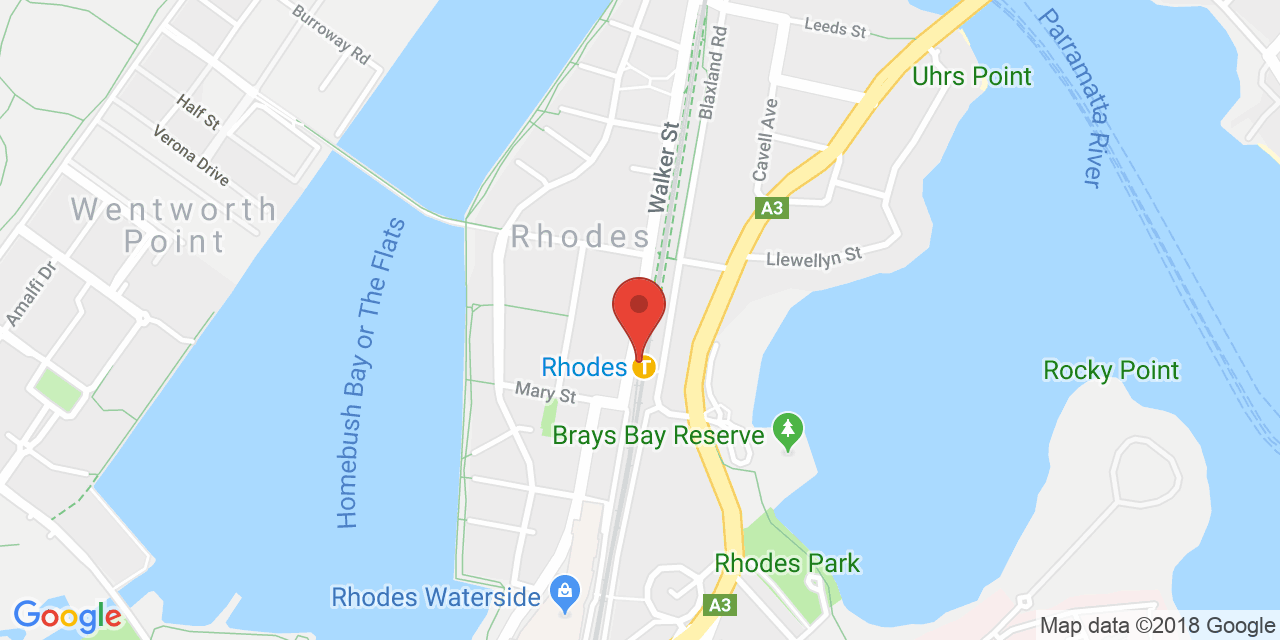 Burroway Rd
Leeds St
Blaxland Rd
Uhrs Point
Parramatta
River
Half St
Verona Drive
Cavell Ave
Walker St
Wentworth
Point
A3
Rhodes
Llewellyn St
Amalfi Dr
Homebush Bay or The Flats
Rhodes
T
Rocky Point
Mary St
Brays Bay Reserve
Rhodes Park
Rhodes Waterside
A3
Google
Map data ©2018 Google